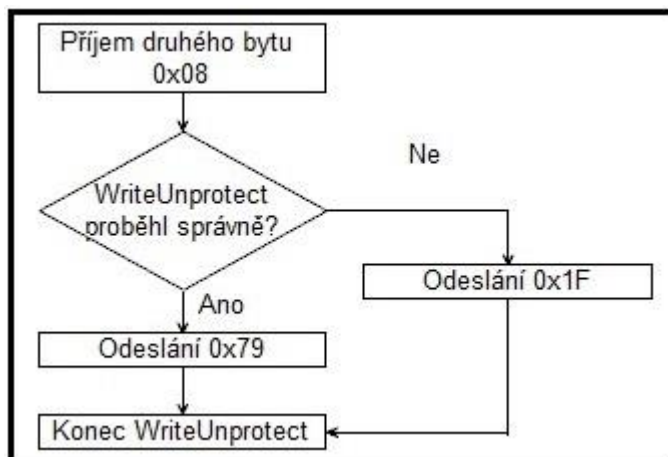 Příjem druhého bytu
0x08
Ne
WriteUnprotect
proběhl správně?
Odeslání 0x1F
Ano
Odeslání 0x79
Konec WriteUnprotect